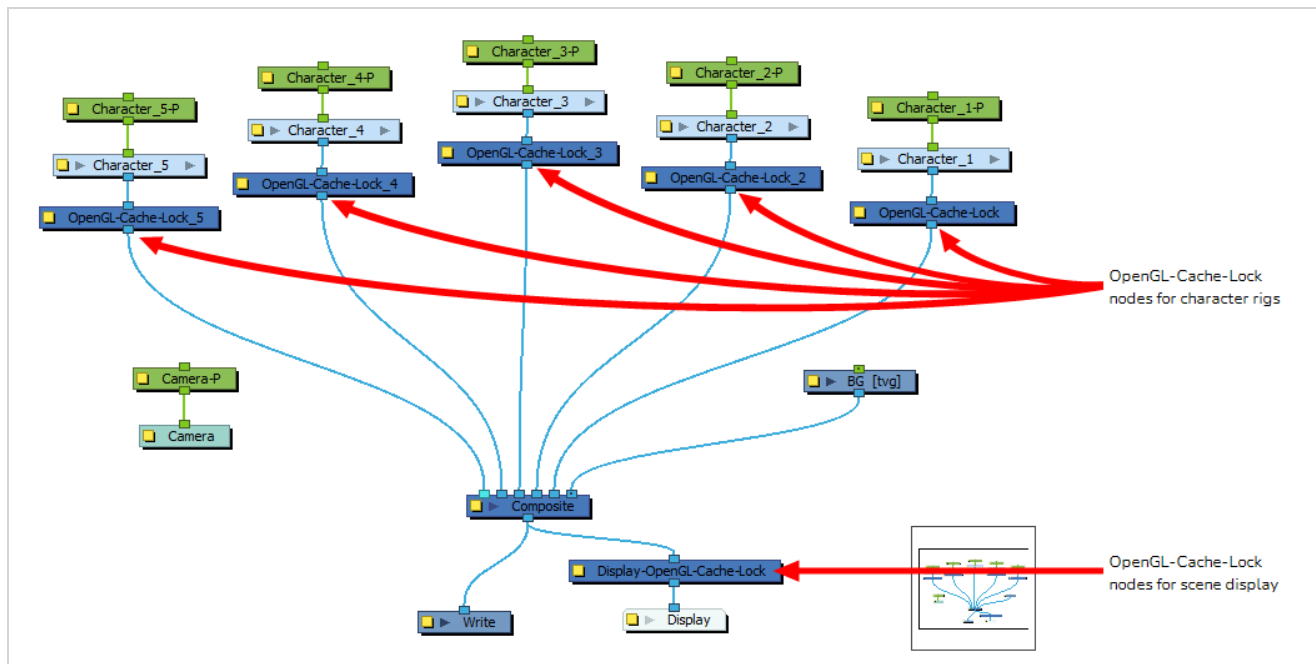 Character_3-P
Character_4-P
Character_2-P
Character_5-P
Character_1-P
Character_3
Character_4
Character_2
Character_5
Character_1
OpenGL-Cache-Lock_3
OpenGL-Cache-Lock_4
OpenGL-Cache-Lock_2
OpenGL-Cache-Lock_5
OpenGL-Cache-Lock
OpenGL-Cache-Lock
nodes for character rigs
Camera-P
BG [tvg]
Camera
Composite
Display-OpenGL-Cache-Lock
OpenGL-Cache-Lock
nodes for scene display
Write
Display